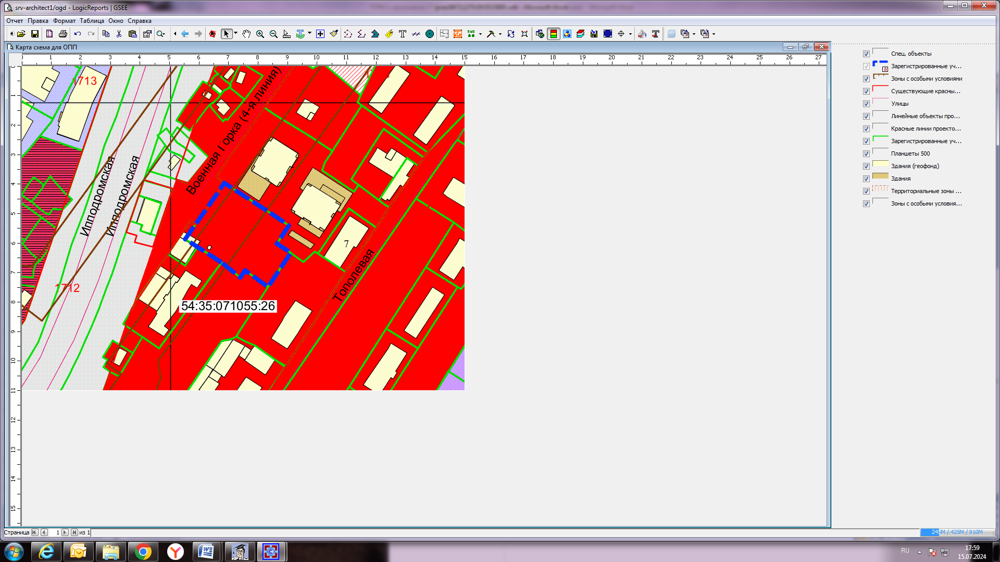 srv-architect1/ogd - LogicReports | GSEE
Отчет Правка Формат Таблица Окно Справка
Карта схема для ОПП
0 1 2 3 4 5 6 7 8 9 10 11 12 13 14 15 16 17 18 19 20 21 22 23 24 25 26 27
0
1
2
3
4
5
6
7
8
9
10
11
12
13
14
15
1713
Военная Горка (4-я линия)
Ипподромская
Ипподромская
7
Тополевая
1712
54:35:071055:26
Спец. объекты
Зарегистрированные уч...
a
Зоны с особыми условиями
Существующие красны...
Улицы
Линейные объекты про...
Красные линии проекто...
Зарегистрированные уч...
Планшеты 500
Здания (геофонд)
Здания
Территориальные зоны ...
Зоны с особыми условия...
Страница 1 из 1
245M / 425M / 910M
RU
17:59
15.07.2024